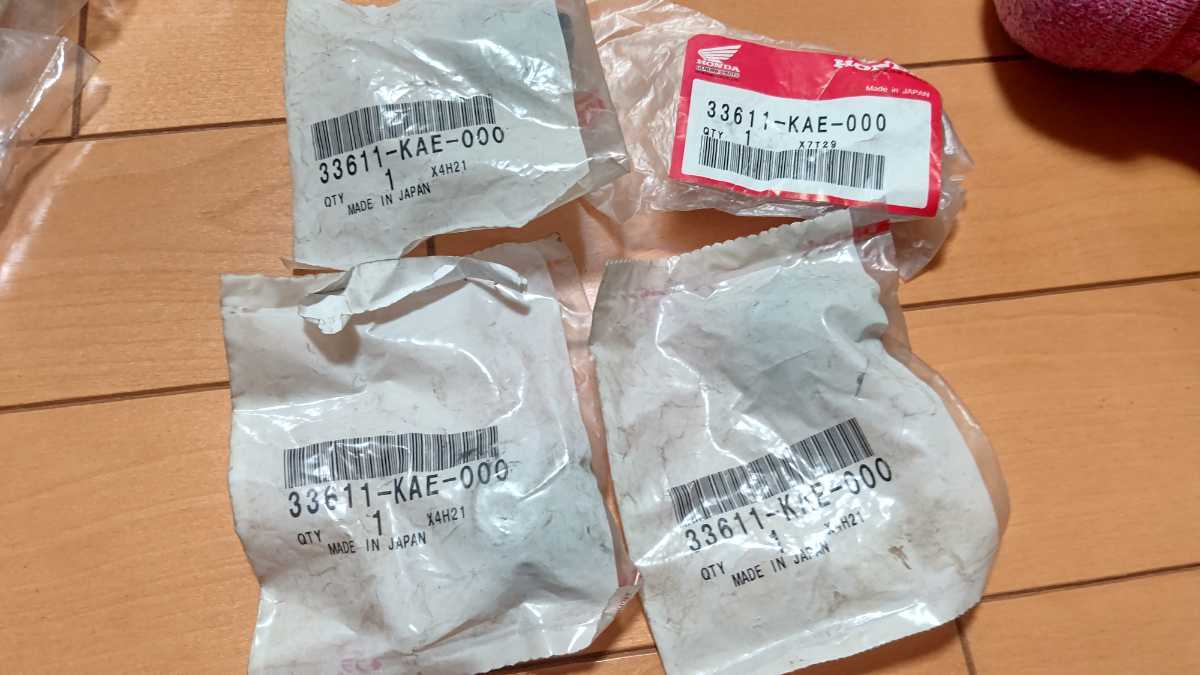 33611-KAE-000
QTY 1 X4H21
MADE IN JAPAN
HONDA
HONDA
Made in JAPAN
33611-KAE-000
QTY 1 X7T29
33611-KAE-000
QTY 1 X4H21
MADE IN JAPAN
33611-KAE-000
QTY 1 X4H21
MADE IN JAPAN